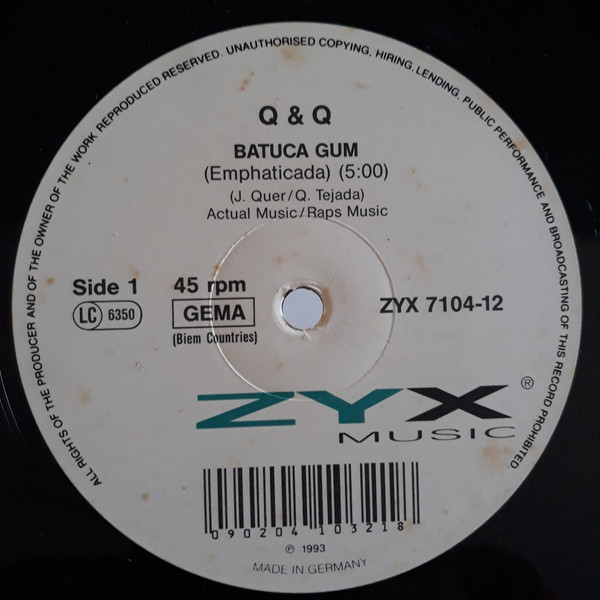 ALL RIGHTS OF THE PRODUCER AND OF THE OWNER OF THE WORK REPRODUCED RESERVED. UNAUTHORISED COPYING, HIRING, LENDING, PUBLIC PERFORMANCE AND BROADCASTING OF THIS RECORD PROHIBITED
Q & Q
BATUCA GUM
(Emphaticada) (5:00)
(J. Quer/Q. Tejada)
Actual Music/Raps Music
Side 1 45 rpm
LC 6350 GEMA ZYX 7104-12
(Biem Countries)
ZYX ®
MUSIC
090204 103218
℗ 1993
MADE IN GERMANY